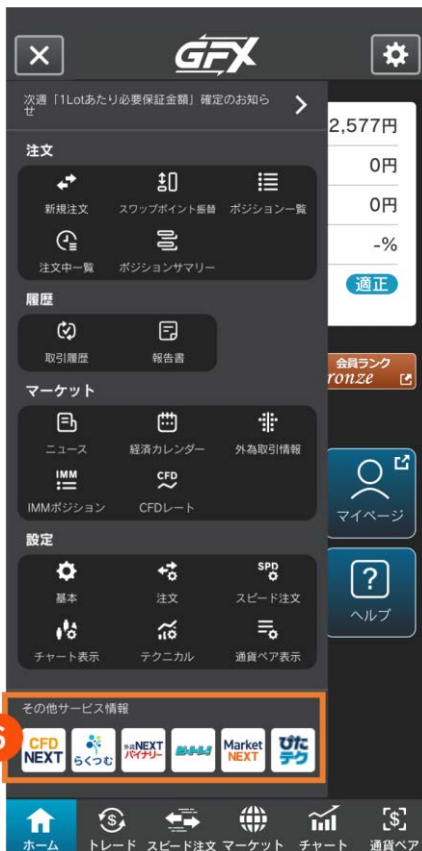 GFX
次週「1Lotあたり必要保証金額」確定のお知ら
せ
2,577円
注文
0円
新規注文 スワップポイント振替 ポジション一覧
0円
-%
注文中一覧 ポジションサマリー
適正
履歴
取引履歴 報告書
会員ランク
ronze
マーケット
ニュース 経済カレンダー 外為取引情報
IMM CFD
IMMポジション CFDレート
マイページ
設定
SPD
基本 注文 スピード注文
?
ヘルプ
チャート表示 テクニカル 通貨ペア表示
その他サービス情報
6
CFD
NEXT
らくつむ
外貨NEXT
バイナリー
Market
NEXT
ぴた
テク
ホーム トレード スピード注文 マーケット チャート 通貨ペア